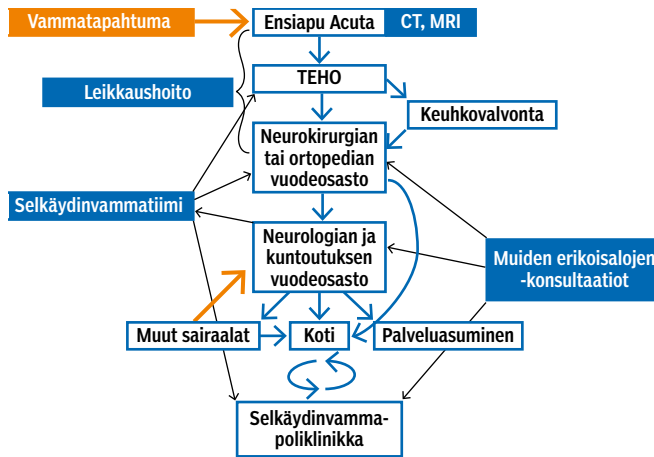 Vammatapahtuma
Ensiapu Acuta
CT, MRI
TEHO
Leikkaushoito
Keuhkovalvonta
Neurokirurgian
tai ortopedian
vuodeosasto
Selkäydinvammatiimi
Neurologian ja
kuntoutuksen
vuodeosasto
Muiden erikoisalojen
-konsultaatiot
Muut sairaalat
Koti
Palveluasuminen
Selkäydinvamma-
poliklinikka